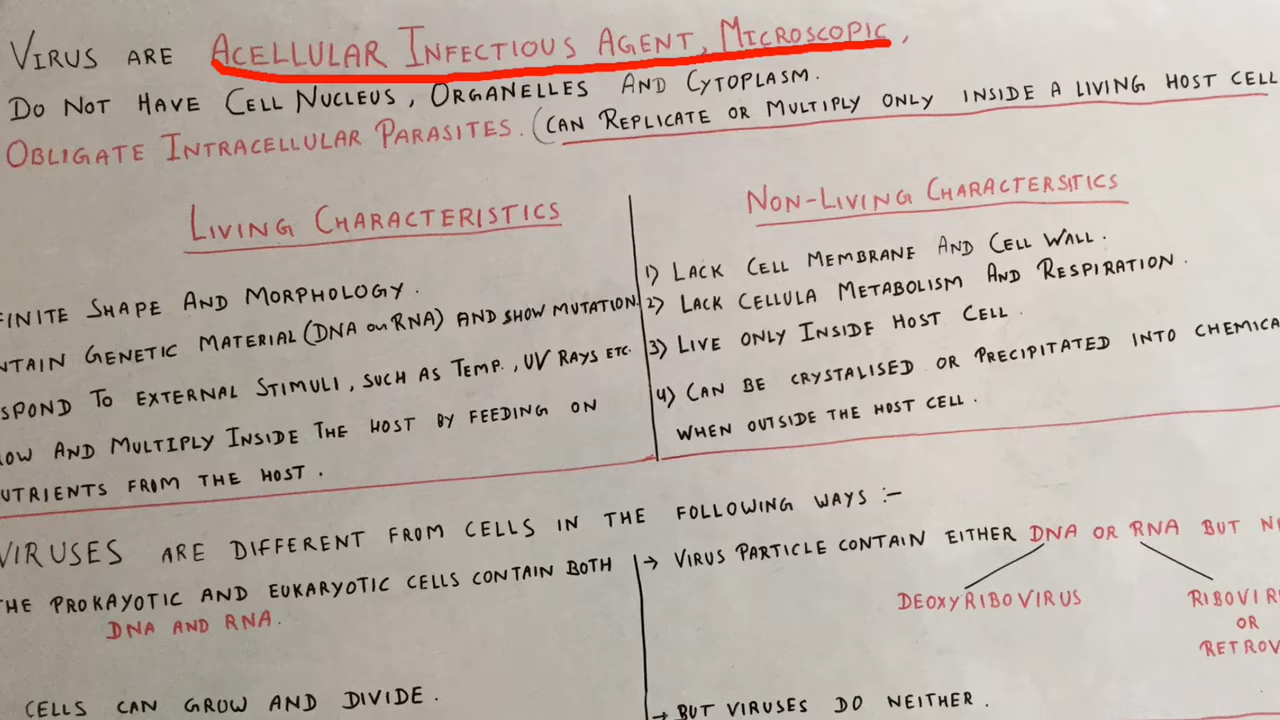 VIRUS ARE ACELLULAR INFECTIOUS AGENT, MICROSCOPIC,
DO NOT HAVE CELL NUCLEUS, ORGANELLES AND CYTOPLASM.
OBLIGATE INTRACELLULAR PARASITES. (CAN REPLICATE OR MULTIPLY ONLY INSIDE A LIVING HOST CELL
LIVING CHARACTERISTICS
FINITE SHAPE AND MORPHOLOGY.
NTAIN GENETIC MATERIAL (DNA or RNA) AND SHOW MUTATION
SPOND TO EXTERNAL STIMULI, SUCH AS TEMP., UV RAYS ETC.
OW AND MULTIPLY INSIDE THE HOST BY FEEDING ON
UTRIENTS FROM THE HOST.
NON-LIVING CHARACTERSITICS
1) LACK CELL MEMBRANE AND CELL WALL.
2) LACK CELLULA METABOLISM AND RESPIRATION.
3) LIVE ONLY INSIDE HOST CELL.
4) CAN BE CRYSTALISED OR PRECIPITATED INTO CHEMICA
WHEN OUTSIDE THE HOST CELL.
VIRUSES ARE DIFFERENT FROM CELLS IN THE FOLLOWING WAYS :-
THE PROKAYOTIC AND EUKARYOTIC CELLS CONTAIN BOTH
DNA AND RNA.
→ VIRUS PARTICLE CONTAIN EITHER DNA OR RNA BUT N
DEOXYRIBOVIRUS
RIBOVIR
OR
RETROV
CELLS CAN GROW AND DIVIDE.
→ BUT VIRUSES DO NEITHER.